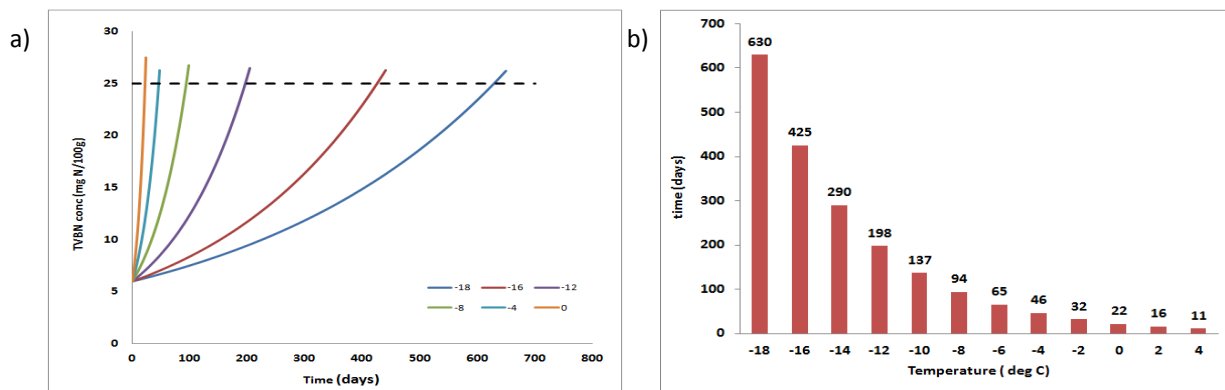 a)
TVBN conc (mg N/100g)
30
25
20
15
10
5
0
0 100 200 300 400 500 600 700 800
Time (days)
-18 -16 -12
-8 -4 0
b)
time (days)
700
600
500
400
300
200
100
0
630
425
290
198
137
94
65
46
32
22
16
11
-18 -16 -14 -12 -10 -8 -6 -4 -2 0 2 4
Temperature ( deg C)